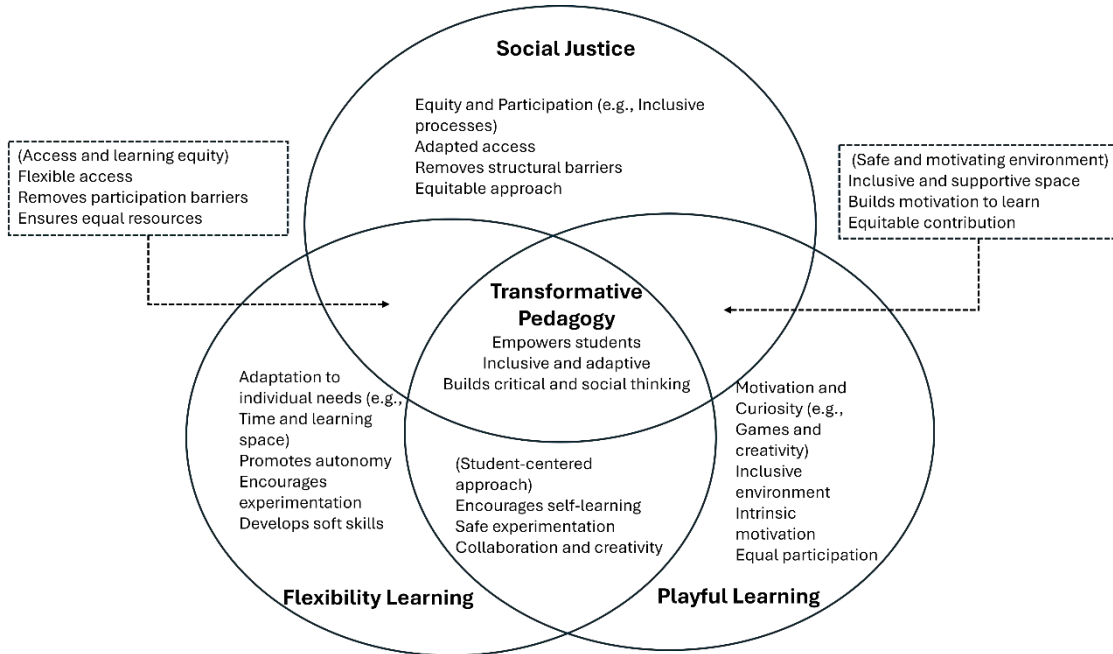 Social Justice
Equity and Participation (e.g., Inclusive
processes)
Adapted access
Removes structural barriers
Equitable approach
(Access and learning equity)
Flexible access
Removes participation barriers
Ensures equal resources
(Safe and motivating environment)
Inclusive and supportive space
Builds motivation to learn
Equitable contribution
Transformative
Pedagogy
Empowers students
Inclusive and adaptive
Builds critical and social thinking
Adaptation to
individual needs (e.g.,
Time and learning
space)
Promotes autonomy
Encourages
experimentation
Develops soft skills
(Student-centered
approach)
Encourages self-learning
Safe experimentation
Collaboration and creativity
Motivation and
Curiosity (e.g.,
Games and
creativity)
Inclusive
environment
Intrinsic
motivation
Equal participation
Flexibility Learning
Playful Learning